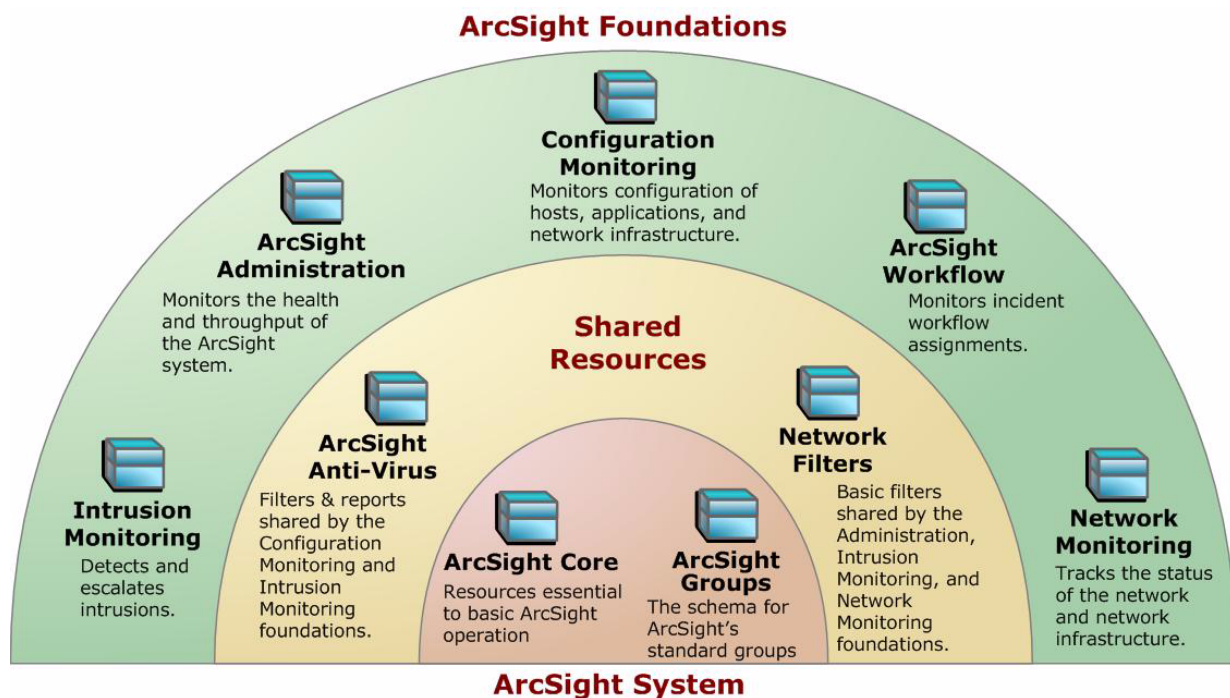 ArcSight Foundations
Configuration
Monitoring
Monitors configuration of
hosts, applications, and
network infrastructure.
ArcSight
Administration
Monitors the health
and throughput of
the ArcSight
system.
ArcSight
Workflow
Monitors incident
workflow
assignments.
Intrusion
Monitoring
Detects and
escalates
intrusions.
Network
Monitoring
Tracks the status
of the network
and network
infrastructure.
Shared
Resources
ArcSight
Anti-Virus
Filters & reports
shared by the
Configuration
Monitoring and
Intrusion
Monitoring
foundations.
Network
Filters
Basic filters
shared by the
Administration,
Intrusion
Monitoring, and
Network
Monitoring
foundations.
ArcSight Core
Resources essential
to basic ArcSight
operation
ArcSight
Groups
The schema for
ArcSight's
standard groups
ArcSight System